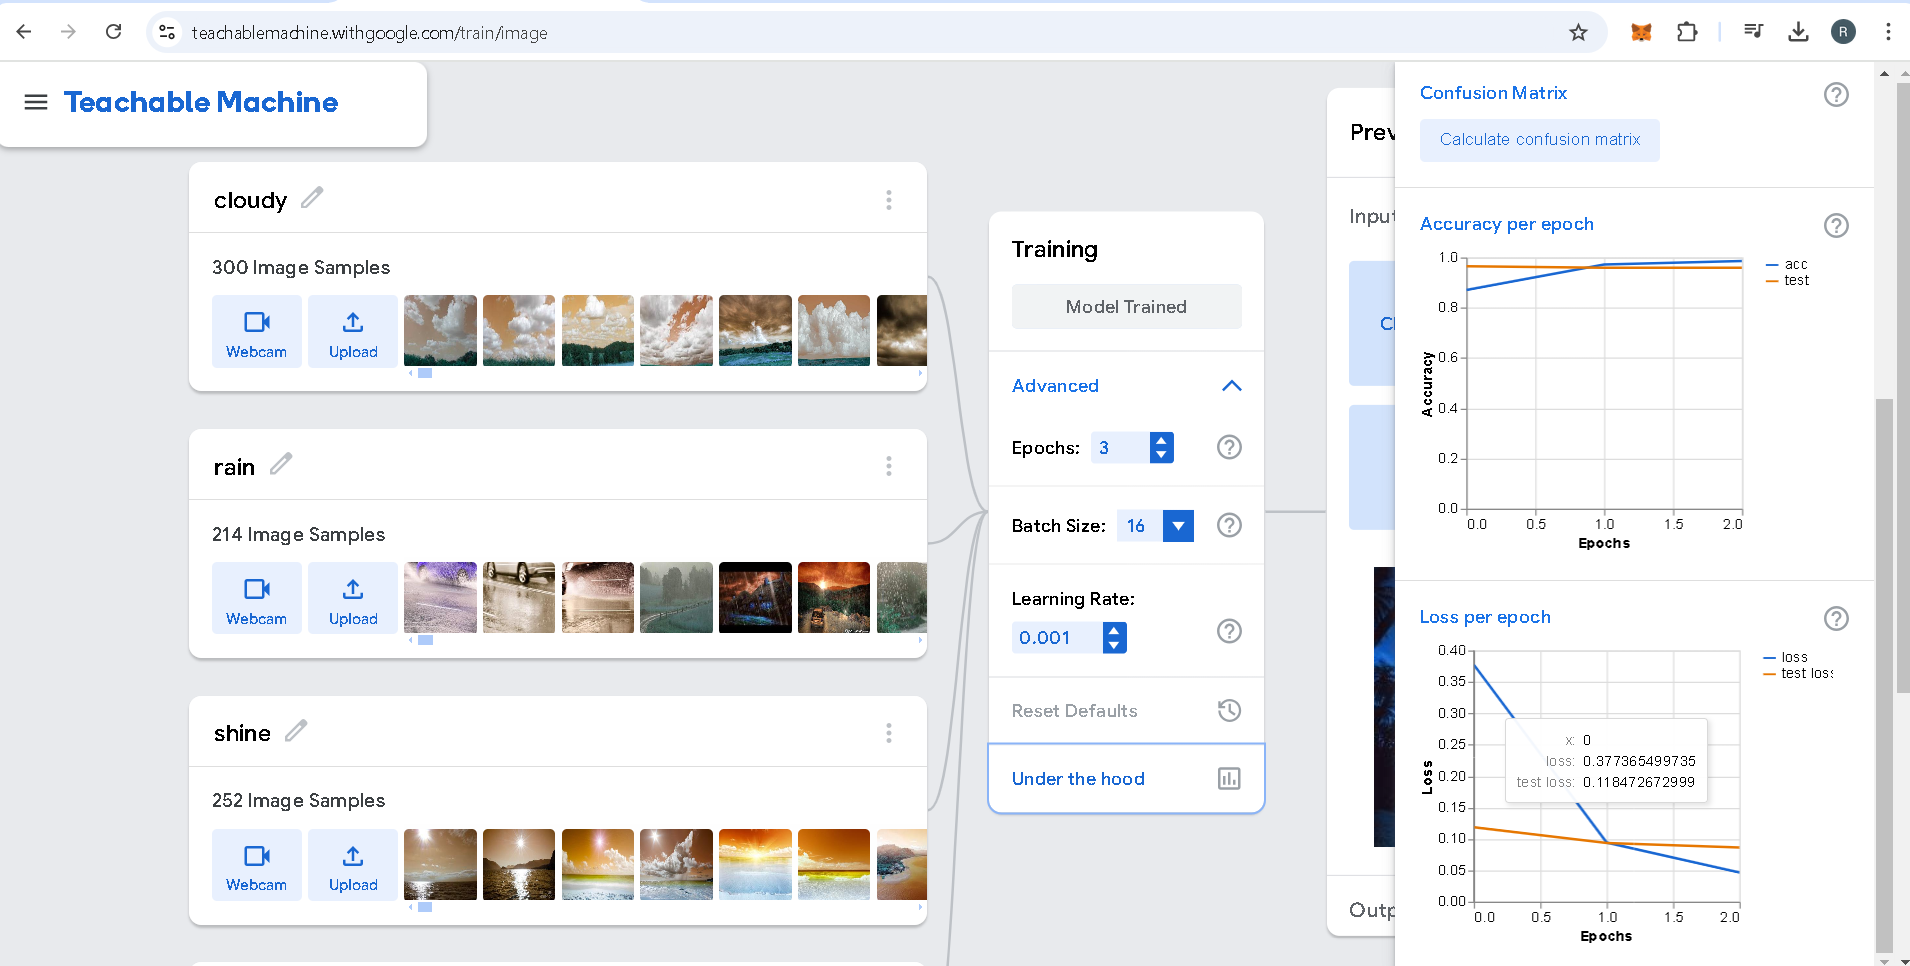 teachablemachine.withgoogle.com/train/image
R
Teachable Machine
cloudy
300 Image Samples
Webcam
Upload
rain
214 Image Samples
Webcam
Upload
shine
252 Image Samples
Webcam
Upload
Training
Model Trained
Advanced
Epochs: 3
Batch Size: 16
Learning Rate:
0.001
Reset Defaults
Under the hood
Prev
Input
Outp
Confusion Matrix
Calculate confusion matrix
Accuracy per epoch
1.0
0.8
0.6
0.4
0.2
0.0
Accuracy
0.0 0.5 1.0 1.5 2.0
Epochs
acc
test
Loss per epoch
0.40
0.35
0.30
0.25
0.20
0.15
0.10
0.05
0.00
Loss
0.0 0.5 1.0 1.5 2.0
Epochs
loss
test loss
x: 0
loss: 0.377365499735
test loss: 0.118472672999